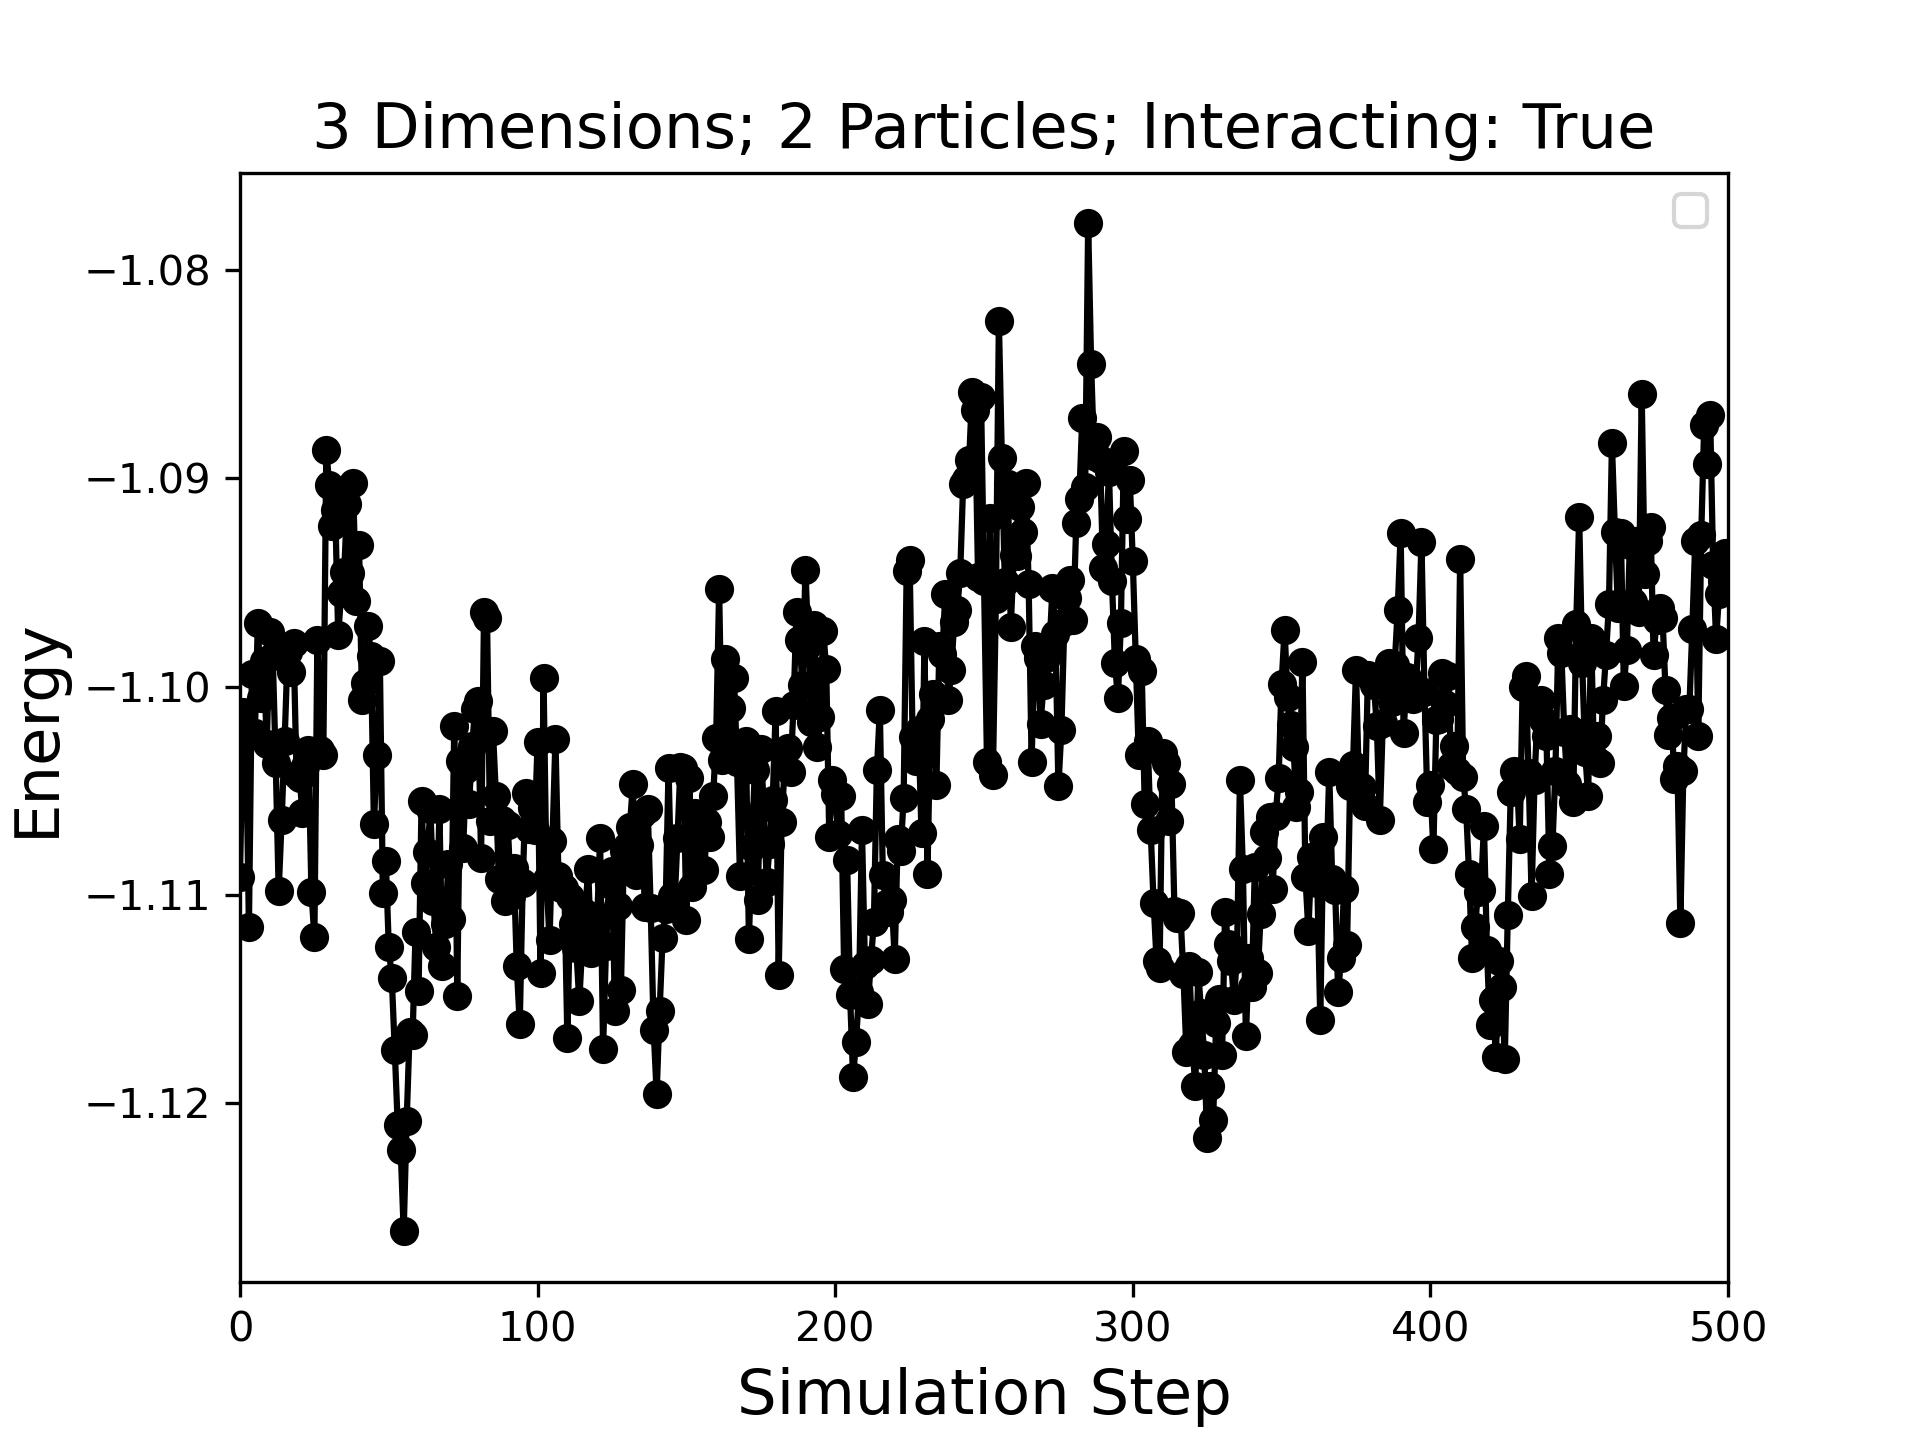 3 Dimensions; 2 Particles; Interacting: True
Energy
−1.08
−1.09
−1.10
−1.11
−1.12
0 100 200 300 400 500
Simulation Step